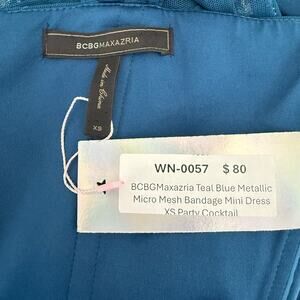 BCBGMAXAZRIA
Made in China
XS
WN-0057 $ 80
BCBGMaxazria Teal Blue Metallic
Micro Mesh Bandage Mini Dress
XS Party Cocktail